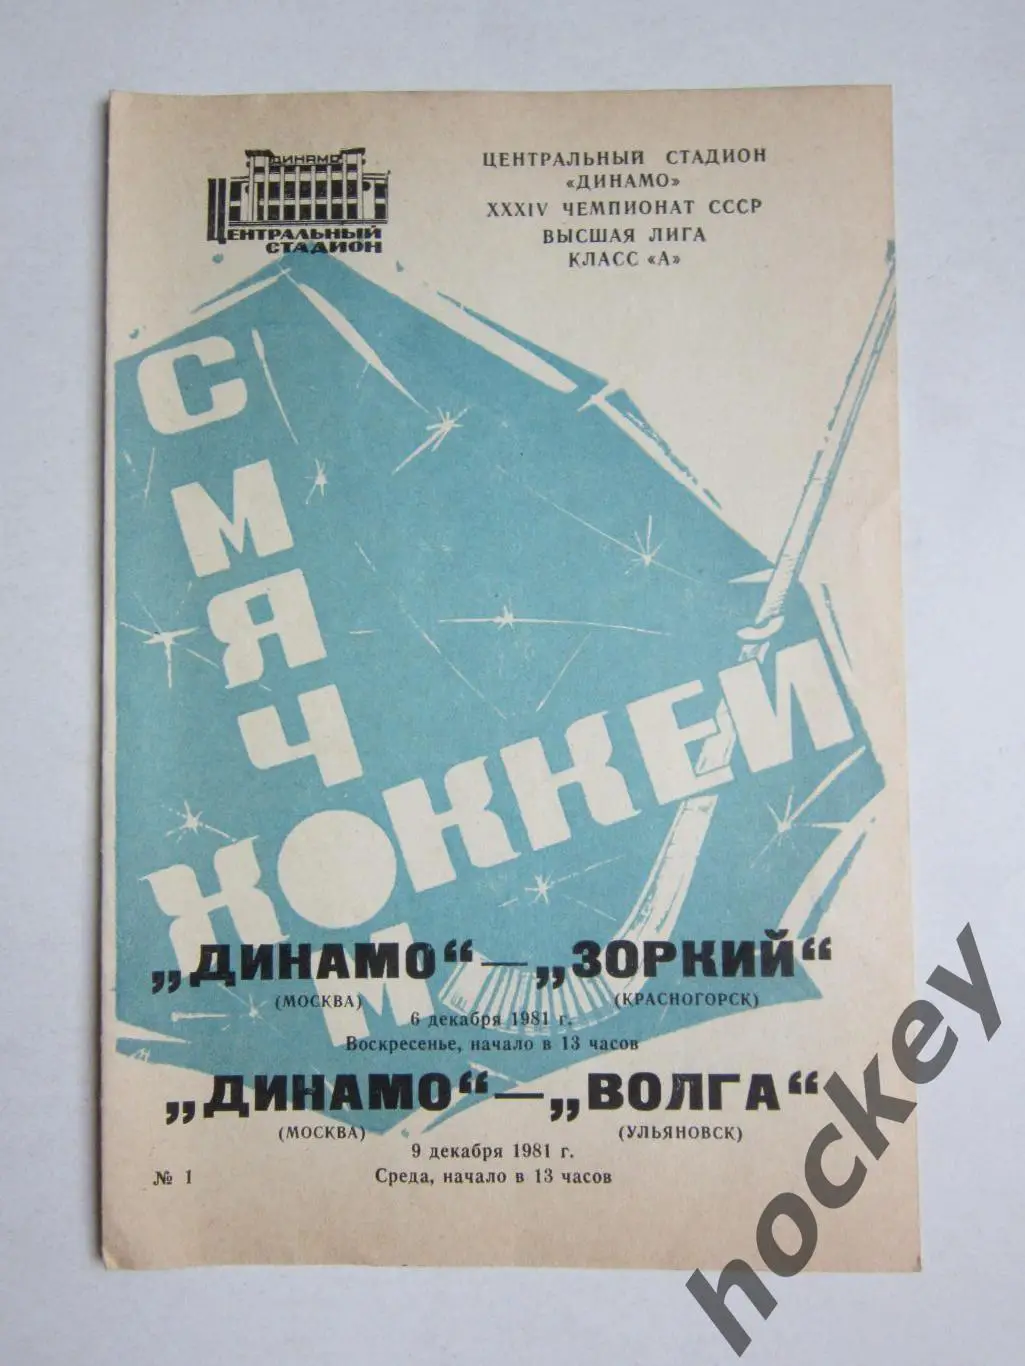 ДИНАМО
ЦЕНТРАЛЬНЫЙ
СТАДИОН
ЦЕНТРАЛЬНЫЙ СТАДИОН
«ДИНАМО»
XXXIV ЧЕМПИОНАТ СССР
ВЫСШАЯ ЛИГА
КЛАСС «А»
ХОККЕЙ
С МЯЧОМ
„ДИНАМО“ — „ЗОРКИЙ“
(МОСКВА) (КРАСНОГОРСК)
6 декабря 1981 г.
Воскресенье, начало в 13 часов
„ДИНАМО“ — „ВОЛГА“
(МОСКВА) (УЛЬЯНОВСК)
9 декабря 1981 г.
Среда, начало в 13 часов
№ 1
hockey